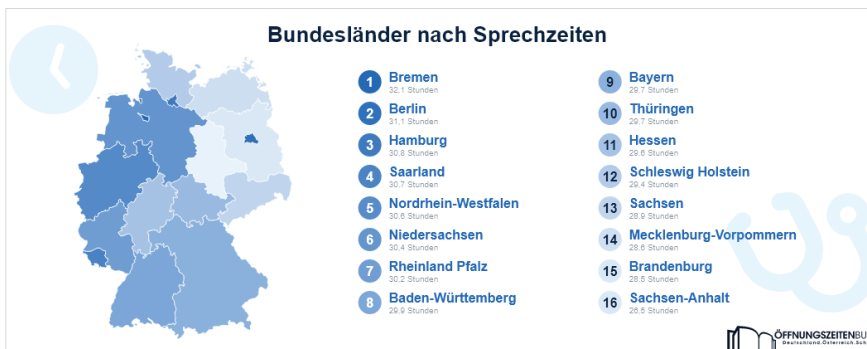 Bundesländer nach Sprechzeiten
1 Bremen
32,1 Stunden
2 Berlin
31,1 Stunden
3 Hamburg
30,8 Stunden
4 Saarland
30,7 Stunden
5 Nordrhein-Westfalen
30,6 Stunden
6 Niedersachsen
30,4 Stunden
7 Rheinland Pfalz
30,2 Stunden
8 Baden-Württemberg
29,9 Stunden
9 Bayern
29,7 Stunden
10 Thüringen
29,7 Stunden
11 Hessen
29,6 Stunden
12 Schleswig Holstein
29,4 Stunden
13 Sachsen
28,9 Stunden
14 Mecklenburg-Vorpommern
28,6 Stunden
15 Brandenburg
28,5 Stunden
16 Sachsen-Anhalt
26,5 Stunden
ÖFFNUNGSZEITENBU
Deutschland.Österreich.Sch